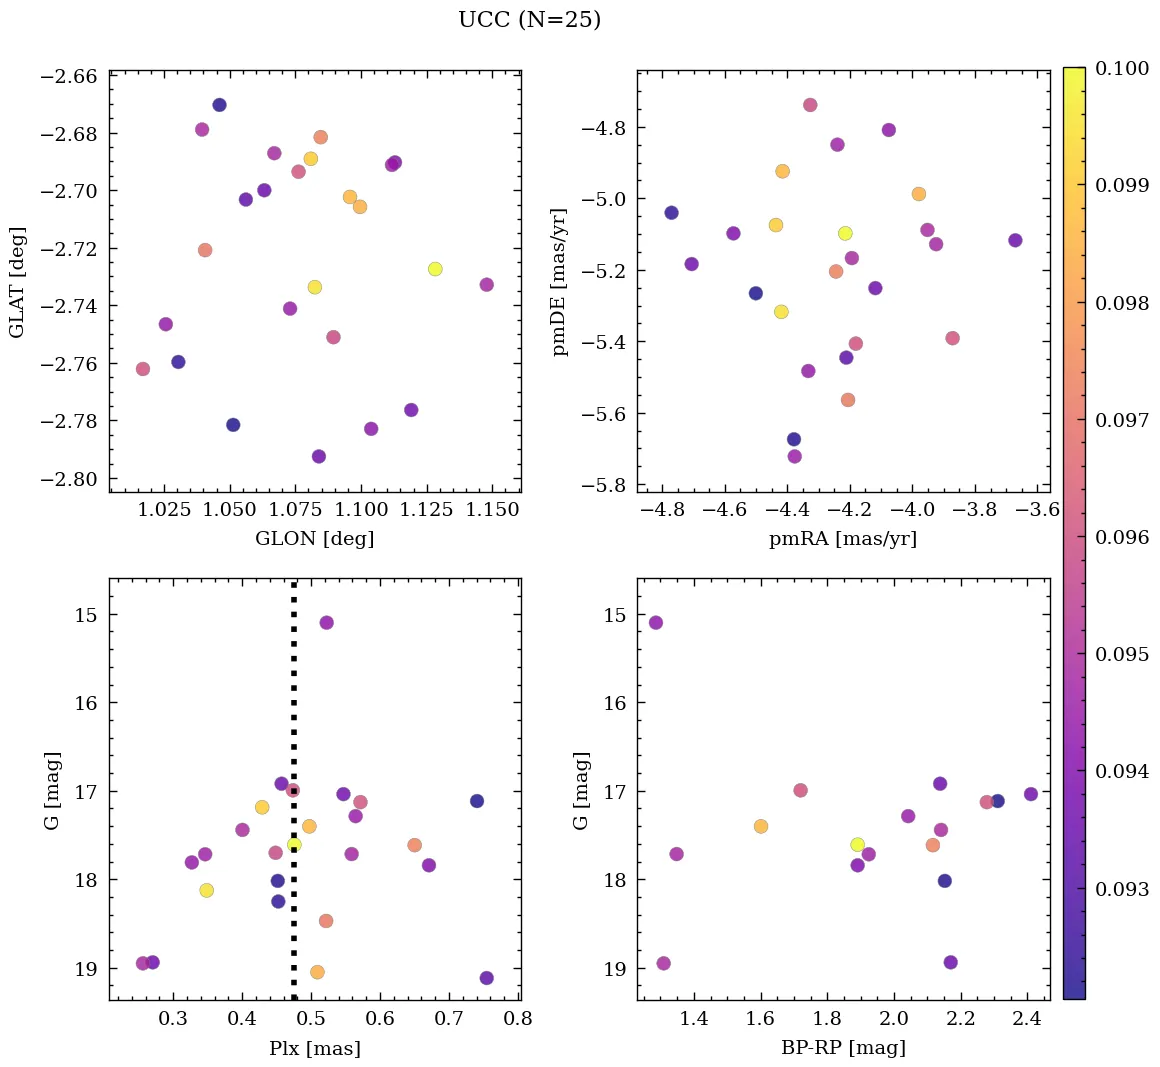 UCC (N=25)
−2.66
−2.68
−2.70
−2.72
−2.74
−2.76
−2.78
−2.80
GLAT [deg]
1.025 1.050 1.075 1.100 1.125 1.150
GLON [deg]
−4.8
−5.0
−5.2
−5.4
−5.6
−5.8
pmDE [mas/yr]
−4.8 −4.6 −4.4 −4.2 −4.0 −3.8 −3.6
pmRA [mas/yr]
15
16
17
18
19
G [mag]
0.3 0.4 0.5 0.6 0.7 0.8
Plx [mas]
15
16
17
18
19
G [mag]
1.4 1.6 1.8 2.0 2.2 2.4
BP-RP [mag]
0.100
0.099
0.098
0.097
0.096
0.095
0.094
0.093